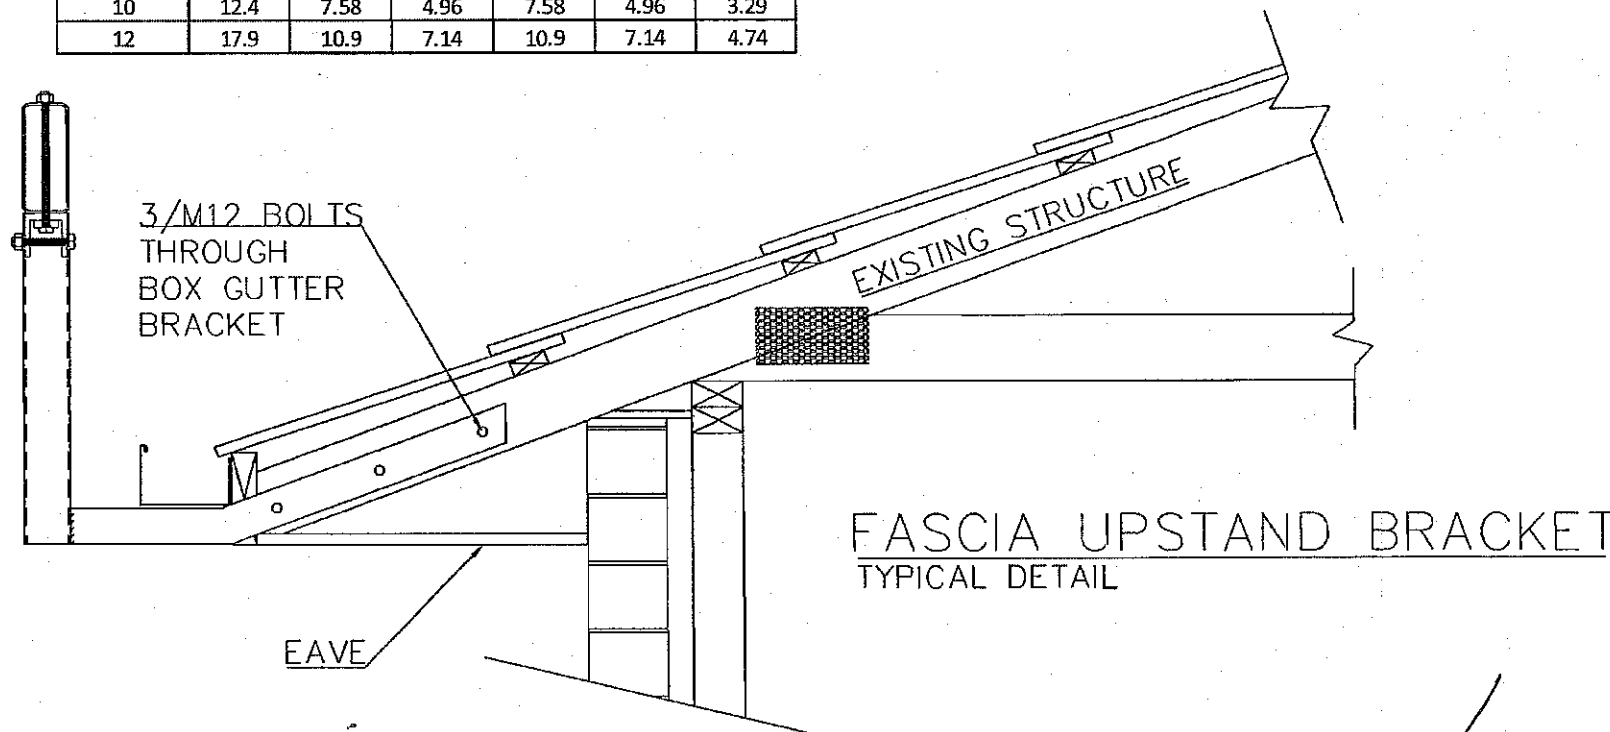 10 12.4 7.58 4.96 7.58 4.96 3.29
12 17.9 10.9 7.14 10.9 7.14 4.74
3/M12 BOLTS
THROUGH
BOX GUTTER
BRACKET
EXISTING STRUCTURE
FASCIA UPSTAND BRACKET
TYPICAL DETAIL
EAVE